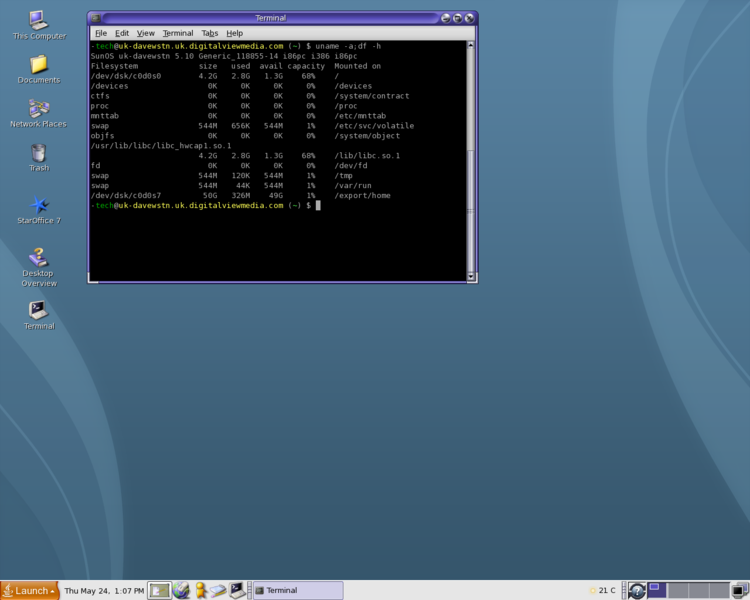 This Computer
Documents
Network Places
Trash
StarOffice 7
Desktop
Overview
Terminal
Terminal
File Edit View Terminal Tabs Help
-tech@uk-davewstn.uk.digitalviewmedia.com (~) $ uname -a;df -h
SunOS uk-davewstn 5.10 Generic_118855-14 i86pc i386 i86pc
Filesystem size used avail capacity Mounted on
/dev/dsk/c0d0s0 4.2G 2.8G 1.3G 68% /
/devices 0K 0K 0K 0% /devices
ctfs 0K 0K 0K 0% /system/contract
proc 0K 0K 0K 0% /proc
mnttab 0K 0K 0K 0% /etc/mnttab
swap 544M 656K 544M 1% /etc/svc/volatile
objfs 0K 0K 0K 0% /system/object
/usr/lib/libc/libc_hwcap1.so.1
4.2G 2.8G 1.3G 68% /lib/libc.so.1
fd 0K 0K 0K 0% /dev/fd
swap 544M 120K 544M 1% /tmp
swap 544M 44K 544M 1% /var/run
/dev/dsk/c0d0s7 50G 326M 49G 1% /export/home
-tech@uk-davewstn.uk.digitalviewmedia.com (~) $
Launch Thu May 24, 1:07 PM Terminal 21 C